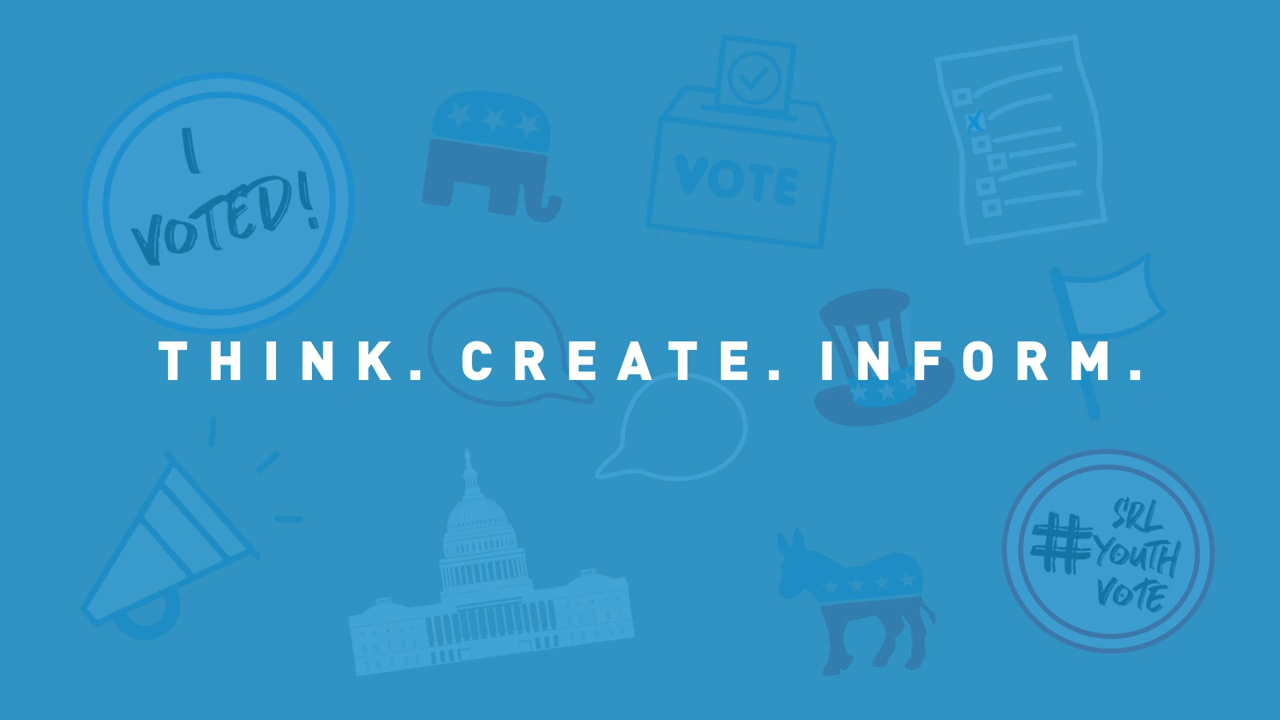 I
VOTED!
VOTE
THINK. CREATE. INFORM.
#SRL
YOUTH
VOTE